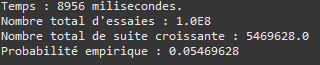 Temps : 8956 milisecondes.
Nombre total d'essaies : 1.0E8
Nombre total de suite croissante : 5469628.0
Probabilité empirique : 0.05469628